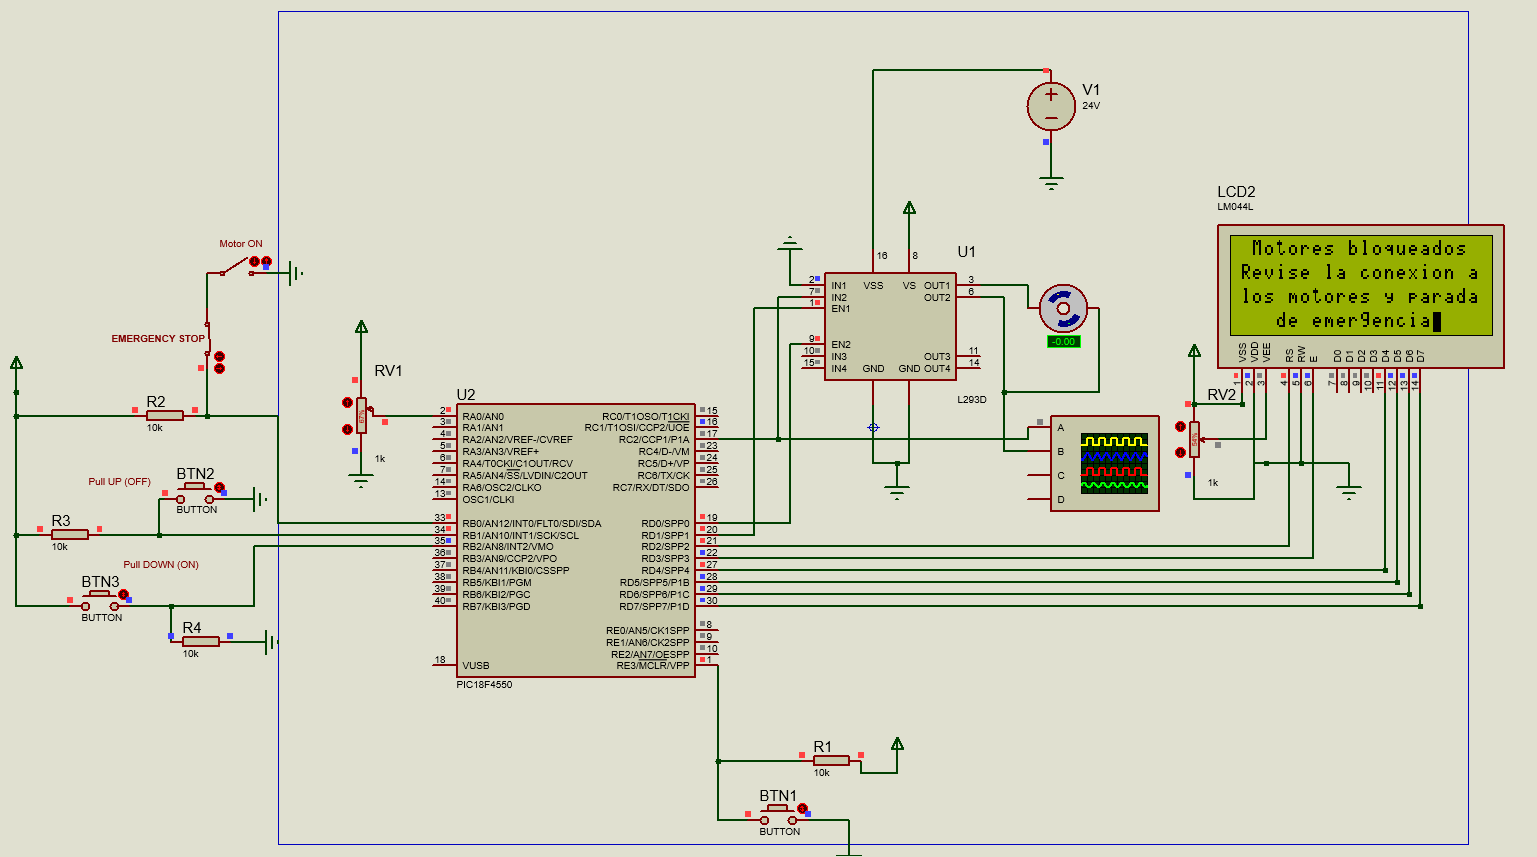 V1
24V
LCD2
LM044L
Motores bloqueados
Revise la conexion a
los motores y parada
de emergencia
VSS
VDD
VEE
RS
RW
E
D0
D1
D2
D3
D4
D5
D6
D7
1
2
3
4
5
6
7
8
9
10
11
12
13
14
RV2
1k
U1
16
8
2
7
1
9
10
15
IN1
IN2
EN1
EN2
IN3
IN4
VSS
VS
OUT1
OUT2
OUT3
OUT4
GND
GND
3
6
11
14
L293D
-0.00
A
B
C
D
Motor ON
EMERGENCY STOP
R2
10k
RV1
67%
1k
Pull UP (OFF)
BTN2
BUTTON
R3
10k
Pull DOWN (ON)
BTN3
BUTTON
R4
10k
U2
2 RA0/AN0
3 RA1/AN1
4 RA2/AN2/VREF-/CVREF
5 RA3/AN3/VREF+
6 RA4/T0CKI/C1OUT/RCV
7 RA5/AN4/SS/LVDIN/C2OUT
14 RA6/OSC2/CLKO
13 OSC1/CLKI
33 RB0/AN12/INT0/FLT0/SDI/SDA
34 RB1/AN10/INT1/SCK/SCL
35 RB2/AN8/INT2/VMO
36 RB3/AN9/CCP2/VPO
37 RB4/AN11/KBI0/CSSPP
38 RB5/KBI1/PGM
39 RB6/KBI2/PGC
40 RB7/KBI3/PGD
18 VUSB
RC0/T1OSO/T1CKI 15
RC1/T1OSI/CCP2/UOE 16
RC2/CCP1/P1A 17
RC4/D-/VM 23
RC5/D+/VP 24
RC6/TX/CK 25
RC7/RX/DT/SDO 26
RD0/SPP0 19
RD1/SPP1 20
RD2/SPP2 21
RD3/SPP3 22
RD4/SPP4 27
RD5/SPP5/P1B 28
RD6/SPP6/P1C 29
RD7/SPP7/P1D 30
RE0/AN5/CK1SPP 8
RE1/AN6/CK2SPP 9
RE2/AN7/OESPP 10
RE3/MCLR/VPP 1
PIC18F4550
R1
10k
BTN1
BUTTON